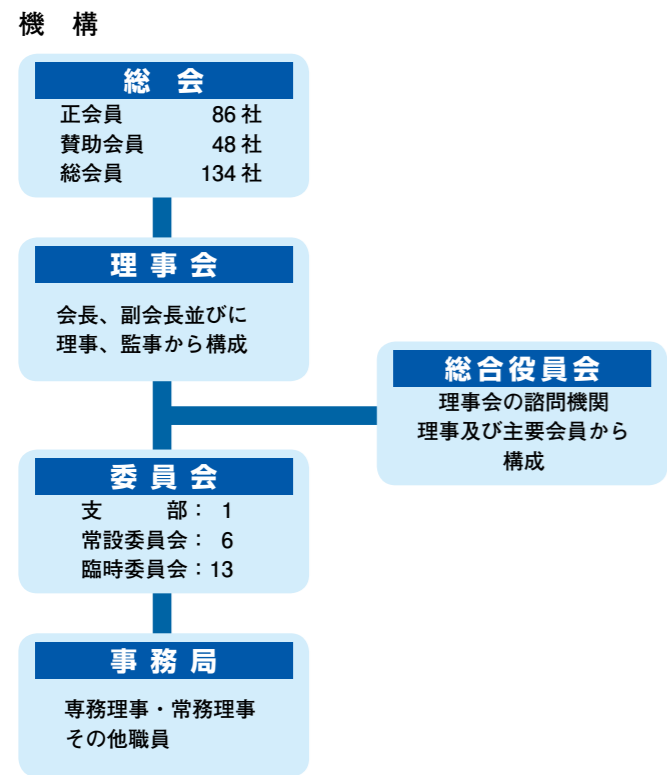 機 構
総 会
正会員 86 社
賛助会員 48 社
総会員 134 社
理 事 会
会長、副会長並びに
理事、監事から構成
総合役員会
理事会の諮問機関
理事及び主要会員から
構成
委 員 会
支 部： 1
常設委員会： 6
臨時委員会：13
事 務 局
専務理事・常務理事
その他職員